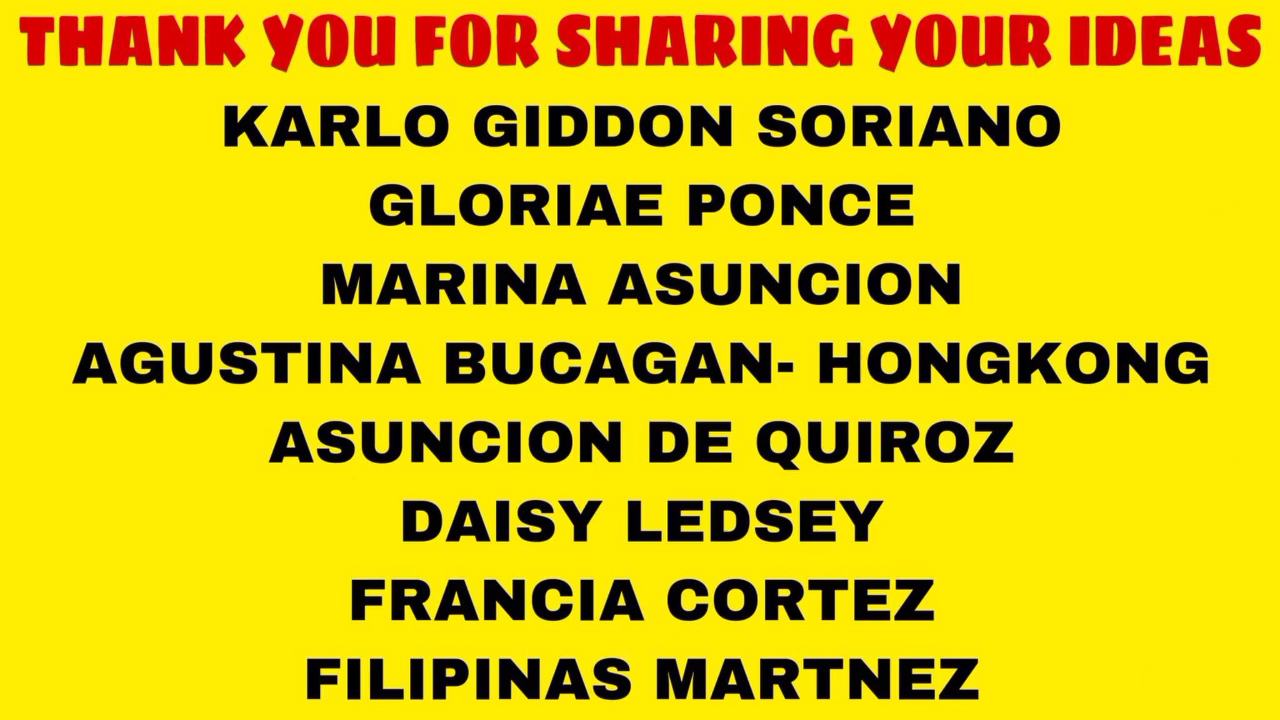 THANK YOU FOR SHARING YOUR IDEAS
KARLO GIDDON SORIANO
GLORIAE PONCE
MARINA ASUNCION
AGUSTINA BUCAGAN- HONGKONG
ASUNCION DE QUIROZ
DAISY LEDSEY
FRANCIA CORTEZ
FILIPINAS MARTNEZ